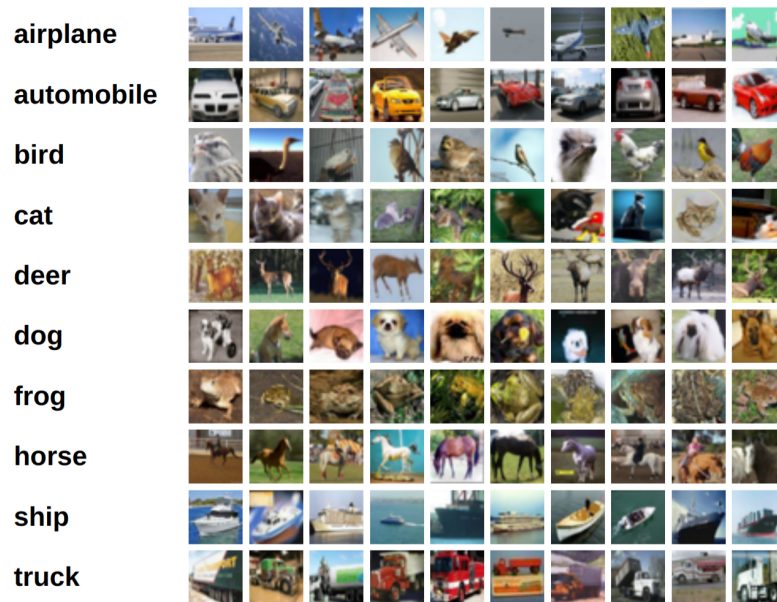 airplane
automobile
bird
cat
deer
dog
frog
horse
ship
truck